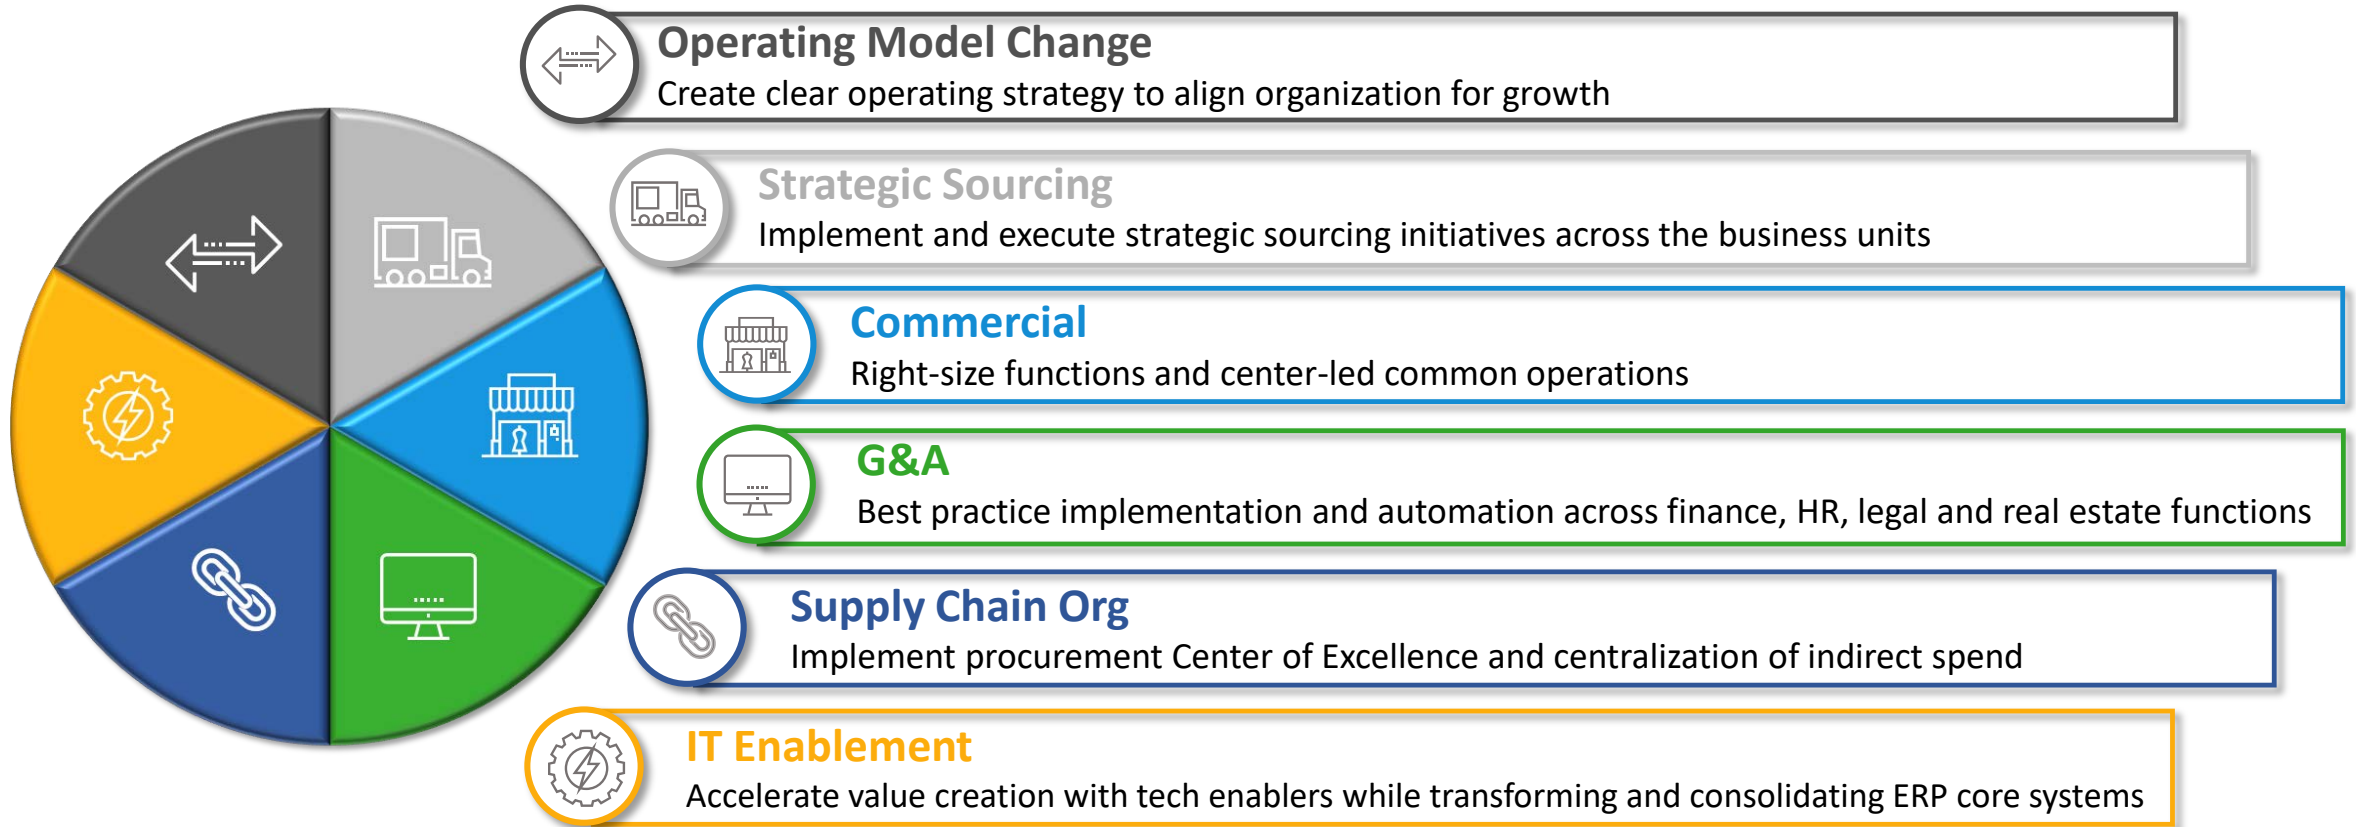 Operating Model Change
Create clear operating strategy to align organization for growth
Strategic Sourcing
Implement and execute strategic sourcing initiatives across the business units
Commercial
Right-size functions and center-led common operations
G&A
Best practice implementation and automation across finance, HR, legal and real estate functions
Supply Chain Org
Implement procurement Center of Excellence and centralization of indirect spend
IT Enablement
Accelerate value creation with tech enablers while transforming and consolidating ERP core systems